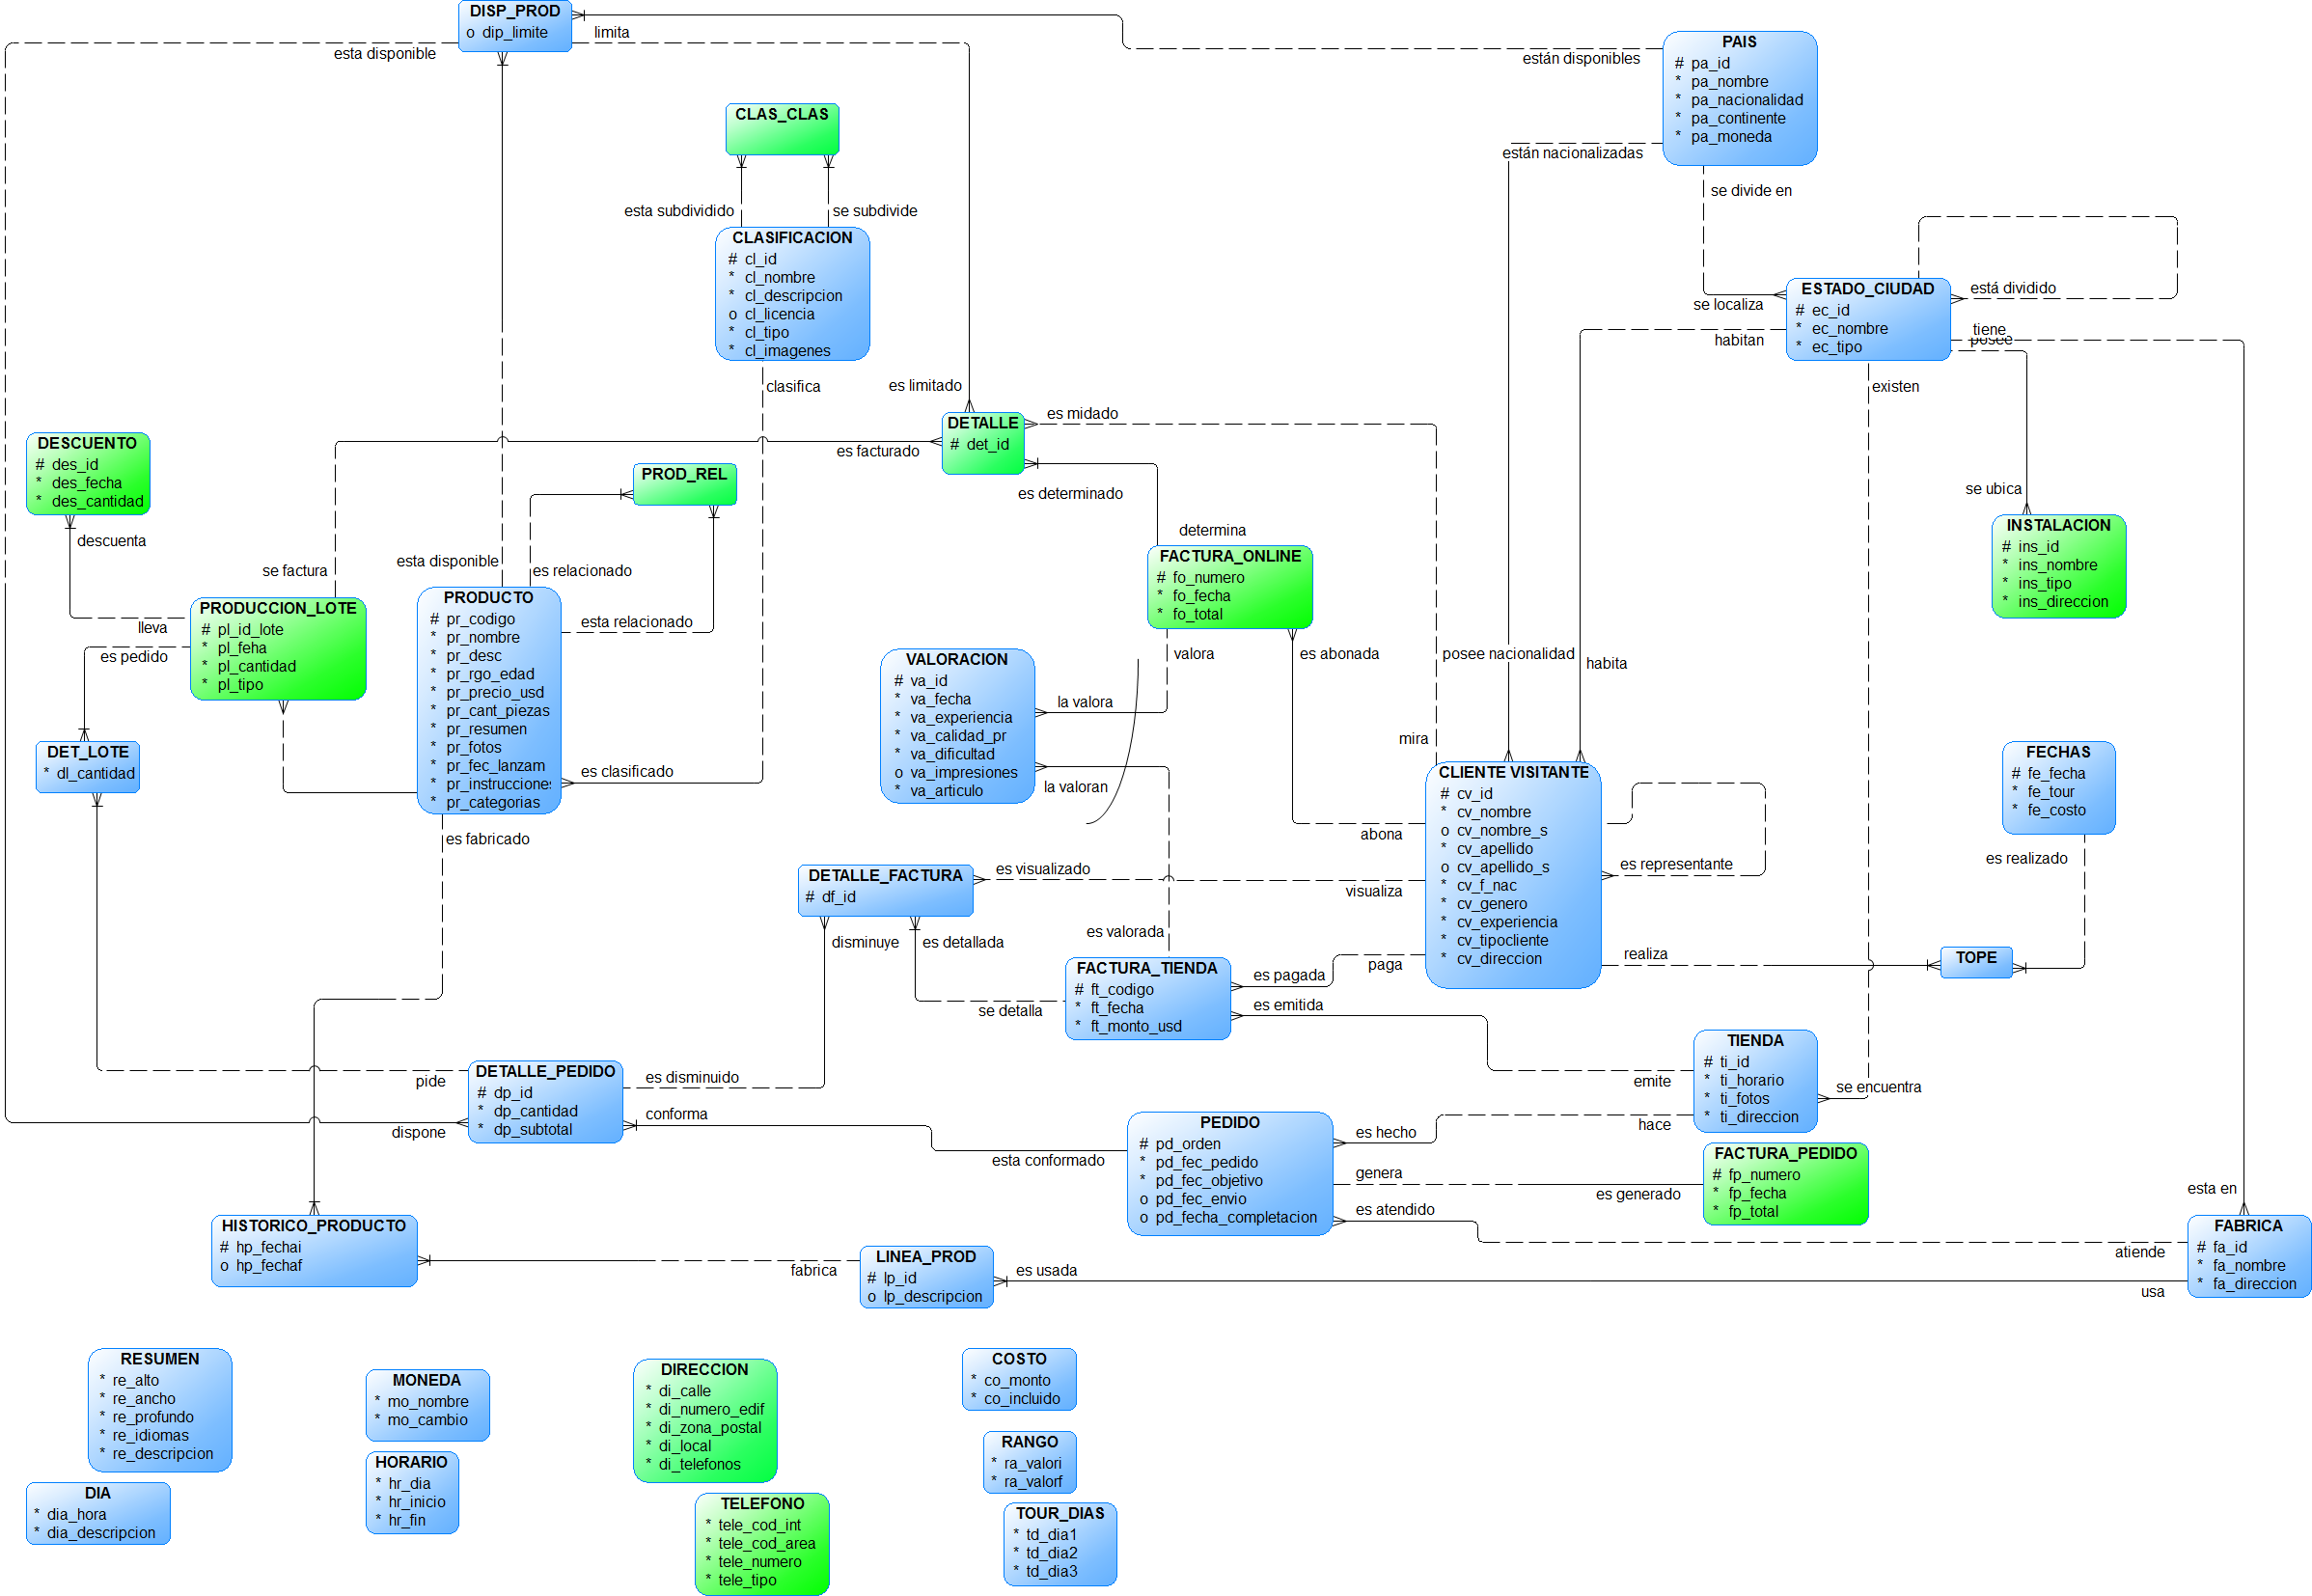 DISP_PROD
o dip_limite
esta disponible
limita
están disponibles
PAIS
# pa_id
* pa_nombre
* pa_nacionalidad
* pa_continente
* pa_moneda
están nacionalizadas
se divide en
CLAS_CLAS
esta subdividido
se subdivide
CLASIFICACION
# cl_id
* cl_nombre
* cl_descripcion
o cl_licencia
* cl_tipo
* cl_imagenes
clasifica
se localiza
ESTADO_CIUDAD
# ec_id
* ec_nombre
* ec_tipo
está dividido
habitan
tiene
posee
existen
es limitado
DETALLE
# det_id
es midado
es facturado
es determinado
DESCUENTO
# des_id
* des_fecha
* des_cantidad
descuenta
PROD_REL
se ubica
INSTALACION
# ins_id
* ins_nombre
* ins_tipo
* ins_direccion
determina
FACTURA_ONLINE
# fo_numero
* fo_fecha
* fo_total
se factura
esta disponible
es relacionado
esta relacionado
PRODUCCION_LOTE
# pl_id_lote
* pl_feha
* pl_cantidad
* pl_tipo
lleva
es pedido
PRODUCTO
# pr_codigo
* pr_nombre
* pr_desc
* pr_rgo_edad
* pr_precio_usd
* pr_cant_piezas
* pr_resumen
* pr_fotos
* pr_fec_lanzam
* pr_instrucciones
* pr_categorias
es clasificado
valora
es abonada
posee nacionalidad
habita
VALORACION
# va_id
* va_fecha
* va_experiencia
* va_calidad_pr
* va_dificultad
o va_impresiones
* va_articulo
la valora
la valoran
mira
abona
DET_LOTE
* dl_cantidad
CLIENTE VISITANTE
# cv_id
* cv_nombre
o cv_nombre_s
* cv_apellido
o cv_apellido_s
* cv_f_nac
* cv_genero
* cv_experiencia
* cv_tipocliente
* cv_direccion
es representante
FECHAS
# fe_fecha
* fe_tour
* fe_costo
es realizado
es fabricado
DETALLE_FACTURA
# df_id
es visualizado
visualiza
disminuye
es detallada
es valorada
realiza
TOPE
FACTURA_TIENDA
# ft_codigo
* ft_fecha
* ft_monto_usd
es pagada
paga
es emitida
se detalla
emite
TIENDA
# ti_id
* ti_horario
* ti_fotos
* ti_direccion
se encuentra
pide
dispone
DETALLE_PEDIDO
# dp_id
* dp_cantidad
* dp_subtotal
es disminuido
conforma
esta conformado
PEDIDO
# pd_orden
* pd_fec_pedido
* pd_fec_objetivo
o pd_fec_envio
o pd_fecha_completacion
es hecho
hace
genera
es generado
es atendido
FACTURA_PEDIDO
# fp_numero
* fp_fecha
* fp_total
esta en
FABRICA
# fa_id
* fa_nombre
* fa_direccion
atiende
usa
HISTORICO_PRODUCTO
# hp_fechai
o hp_fechaf
fabrica
LINEA_PROD
# lp_id
o lp_descripcion
es usada
RESUMEN
* re_alto
* re_ancho
* re_profundo
* re_idiomas
* re_descripcion
DIA
* dia_hora
* dia_descripcion
MONEDA
* mo_nombre
* mo_cambio
HORARIO
* hr_dia
* hr_inicio
* hr_fin
DIRECCION
* di_calle
* di_numero_edif
* di_zona_postal
* di_local
* di_telefonos
TELEFONO
* tele_cod_int
* tele_cod_area
* tele_numero
* tele_tipo
COSTO
* co_monto
* co_incluido
RANGO
* ra_valori
* ra_valorf
TOUR_DIAS
* td_dia1
* td_dia2
* td_dia3